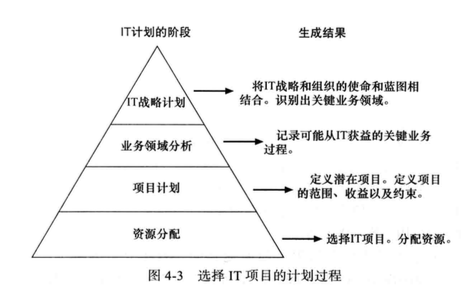 IT计划的阶段
生成结果
IT战略计划
将IT战略和组织的使命和蓝图相
结合。识别出关键业务领域。
业务领域分析
记录可能从IT获益的关键业务
过程。
项目计划
定义潜在项目。定义项目
的范围、收益以及约束。
资源分配
选择IT项目。分配资源。
图 4-3 选择 IT 项目的计划过程